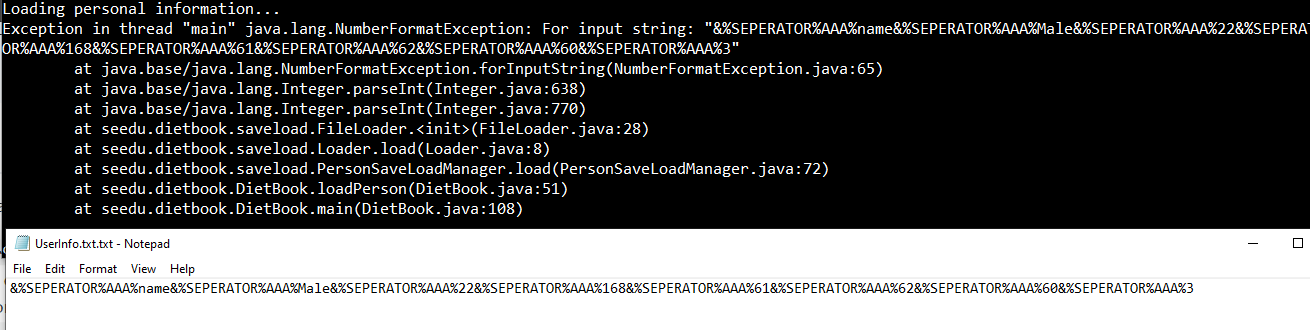 Loading personal information...
Exception in thread "main" java.lang.NumberFormatException: For input string: "&%SEPERATOR%AAA%name&%SEPERATOR%AAA%Male&%SEPERATOR%AAA%22&%SEPERA
OR%AAA%168&%SEPERATOR%AAA%61&%SEPERATOR%AAA%62&%SEPERATOR%AAA%60&%SEPERATOR%AAA%3"
at java.base/java.lang.NumberFormatException.forInputString(NumberFormatException.java:65)
at java.base/java.lang.Integer.parseInt(Integer.java:638)
at java.base/java.lang.Integer.parseInt(Integer.java:770)
at seedu.dietbook.saveload.FileLoader.<init>(FileLoader.java:28)
at seedu.dietbook.saveload.Loader.load(Loader.java:8)
at seedu.dietbook.saveload.PersonSaveLoadManager.load(PersonSaveLoadManager.java:72)
at seedu.dietbook.DietBook.loadPerson(DietBook.java:51)
at seedu.dietbook.DietBook.main(DietBook.java:108)
UserInfo.txt.txt - Notepad
File Edit Format View Help
&%SEPERATOR%AAA%name&%SEPERATOR%AAA%Male&%SEPERATOR%AAA%22&%SEPERATOR%AAA%168&%SEPERATOR%AAA%61&%SEPERATOR%AAA%62&%SEPERATOR%AAA%60&%SEPERATOR%AAA%3